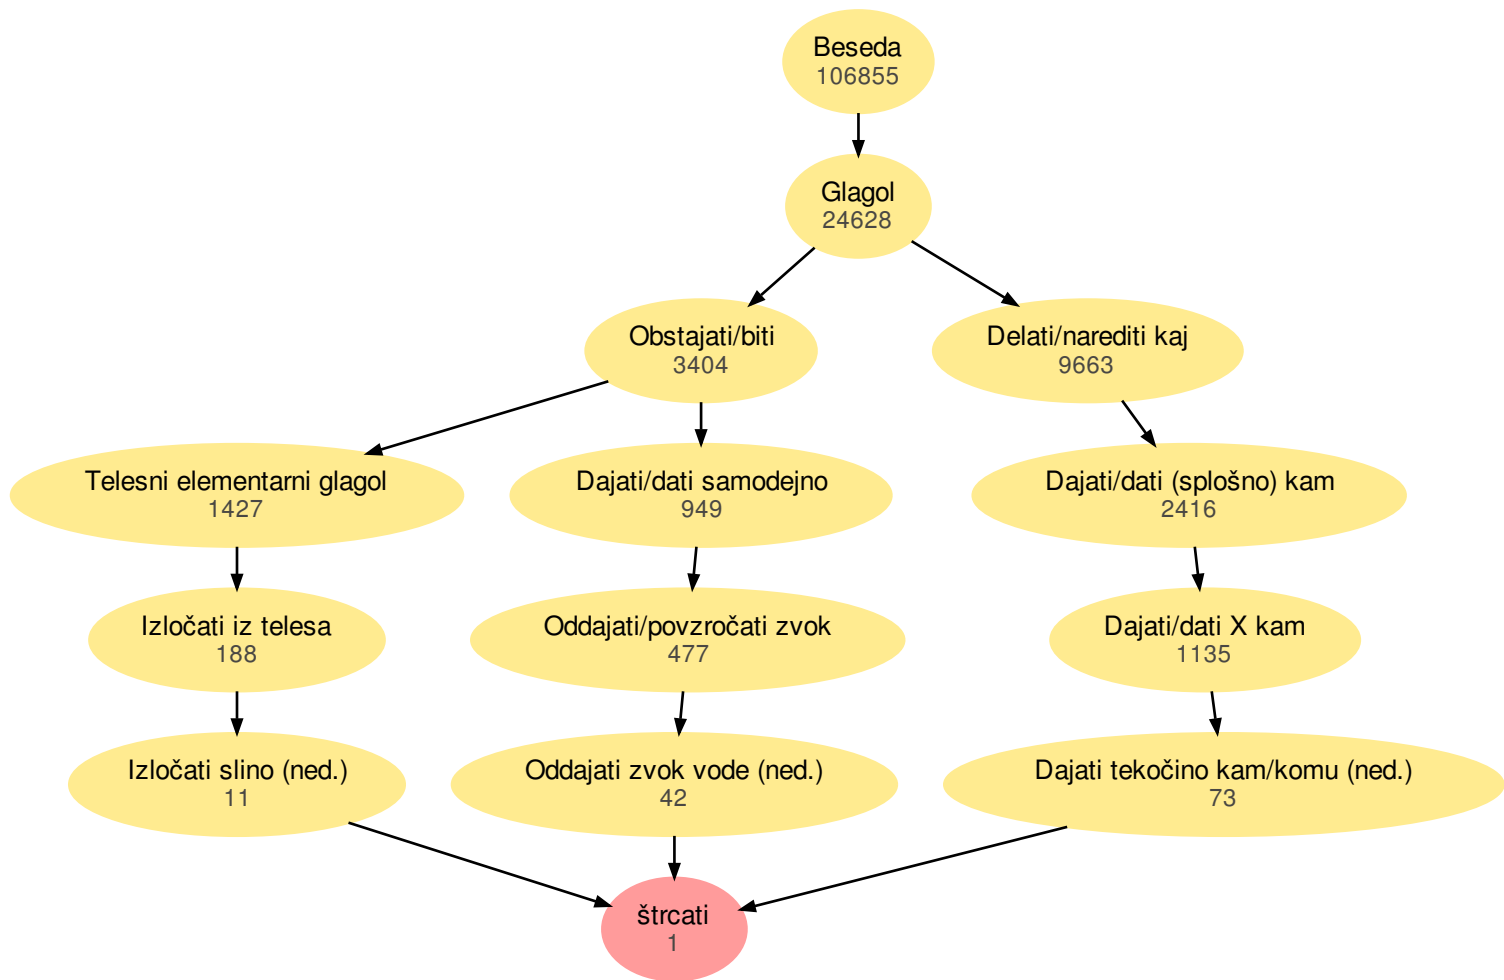 Beseda
106855
Glagol
24628
Obstajati/biti
3404
Delati/narediti kaj
9663
Telesni elementarni glagol
1427
Dajati/dati samodejno
949
Dajati/dati (splošno) kam
2416
Izločati iz telesa
188
Oddajati/povzročati zvok
477
Dajati/dati X kam
1135
Izločati slino (ned.)
11
Oddajati zvok vode (ned.)
42
Dajati tekočino kam/komu (ned.)
73
štrcati
1